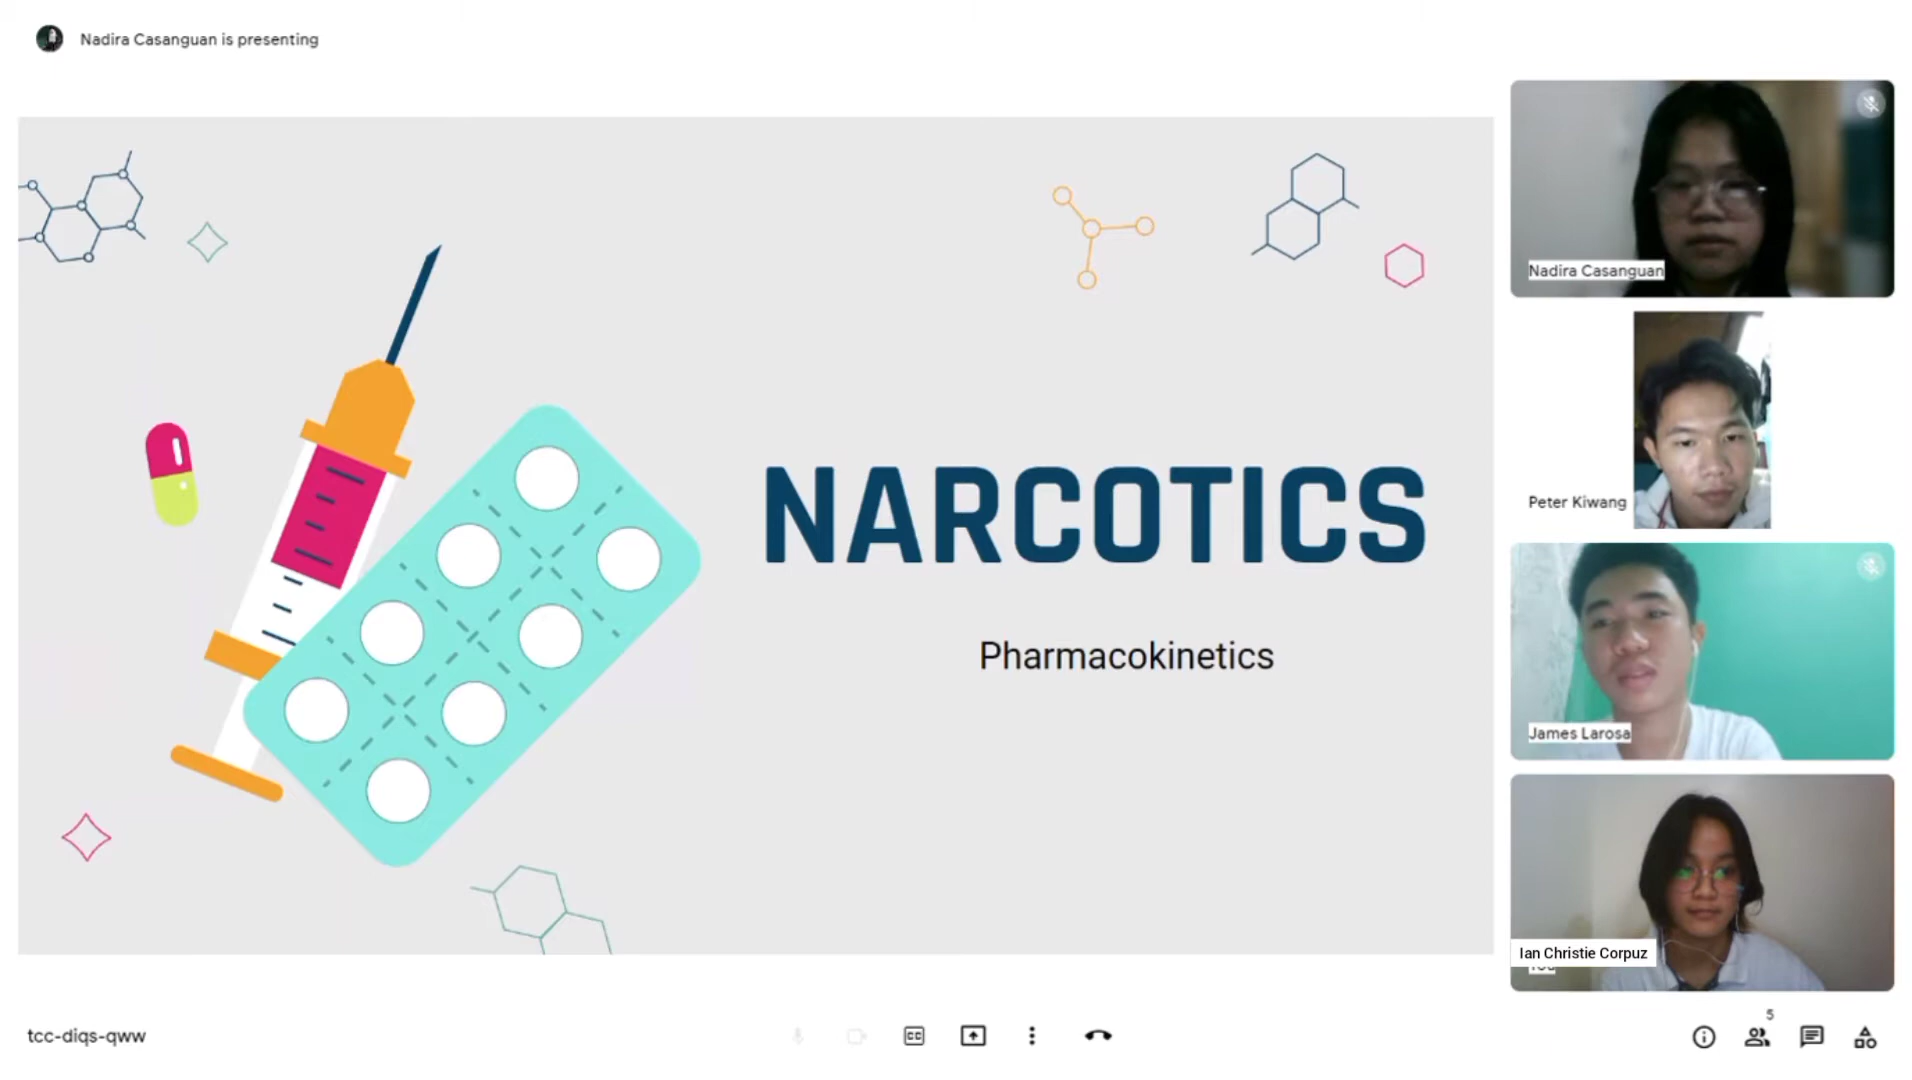 Nadira Casanguan is presenting
NARCOTICS
Pharmacokinetics
Nadira Casanguan
Peter Kiwang
James Larosa
Ian Christie Corpuz
tcc-diqs-qww
CC
5